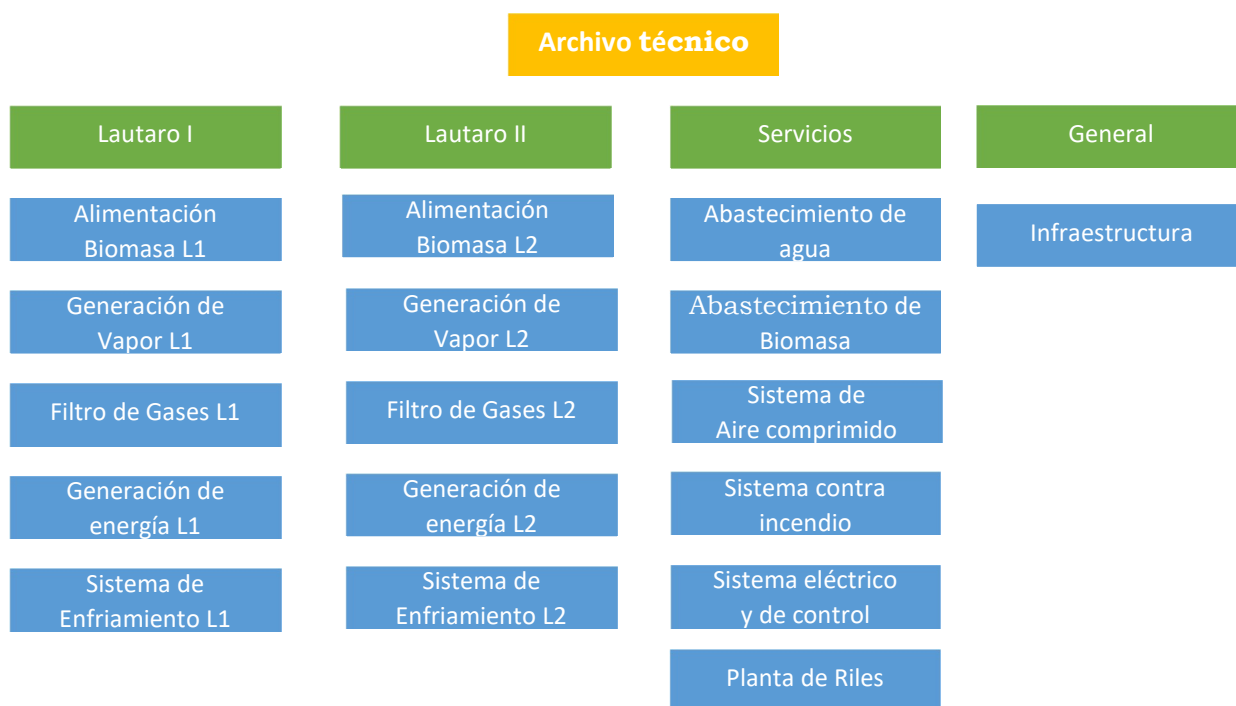 Archivo técnico
Lautaro I
Lautaro II
Servicios
General
Alimentación
Biomasa L1
Alimentación
Biomasa L2
Abastecimiento de
agua
Infraestructura
Generación de
Vapor L1
Generación de
Vapor L2
Abastecimiento de
Biomasa
Filtro de Gases L1
Filtro de Gases L2
Sistema de
Aire comprimido
Generación de
energía L1
Generación de
energía L2
Sistema contra
incendio
Sistema de
Enfriamiento L1
Sistema de
Enfriamiento L2
Sistema eléctrico
y de control
Planta de Riles